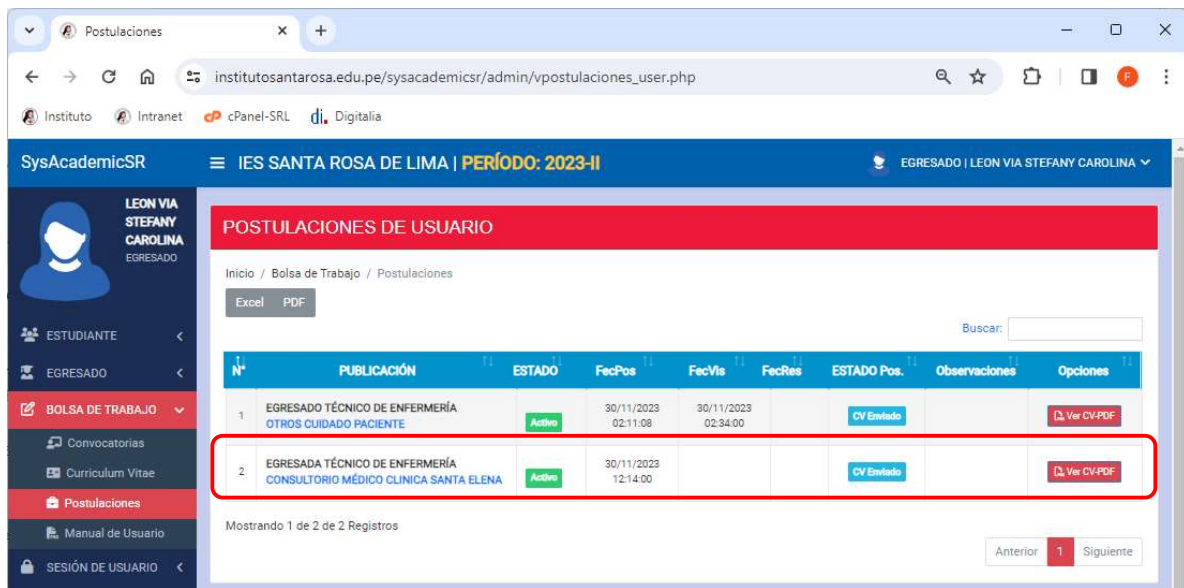 Postulaciones
institutosantarosa.edu.pe/sysacademicsr/admin/vpostulaciones_user.php
F
Instituto Intranet cPanel-SRL di. Digitalia
SysAcademicSR IES SANTA ROSA DE LIMA | PERÍODO: 2023-II EGRESADO | LEON VIA STEFANY CAROLINA
LEON VIA
STEFANY
CAROLINA
EGRESADO
ESTUDIANTE
EGRESADO
BOLSA DE TRABAJO
Convocatorias
Curriculum Vitae
Postulaciones
Manual de Usuario
SESIÓN DE USUARIO
POSTULACIONES DE USUARIO
Inicio / Bolsa de Trabajo / Postulaciones
Excel PDF
Buscar:
N° PUBLICACIÓN ESTADO FecPos FecVis FecRes ESTADO Pos. Observaciones Opciones
1 EGRESADO TÉCNICO DE ENFERMERÍA
OTROS CUIDADO PACIENTE
Activo
30/11/2023
02:11:08
30/11/2023
02:34:00
CV Enviado
Ver CV-PDF
2 EGRESADA TÉCNICO DE ENFERMERÍA
CONSULTORIO MÉDICO CLINICA SANTA ELENA
Activo
30/11/2023
12:14:00
CV Enviado
Ver CV-PDF
Mostrando 1 de 2 de 2 Registros
Anterior 1 Siguiente